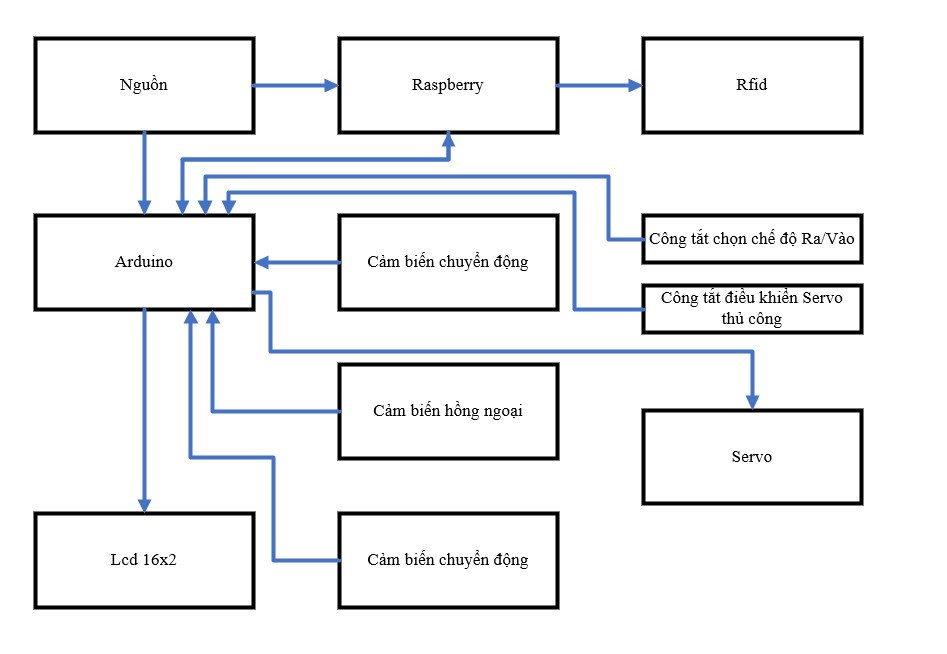 Nguồn
Raspberry
Rfid
Công tắt chọn chế độ Ra/Vào
Arduino
Cảm biến chuyển động
Công tắt điều khiển Servo
thủ công
Cảm biến hồng ngoại
Servo
Lcd 16x2
Cảm biến chuyển động